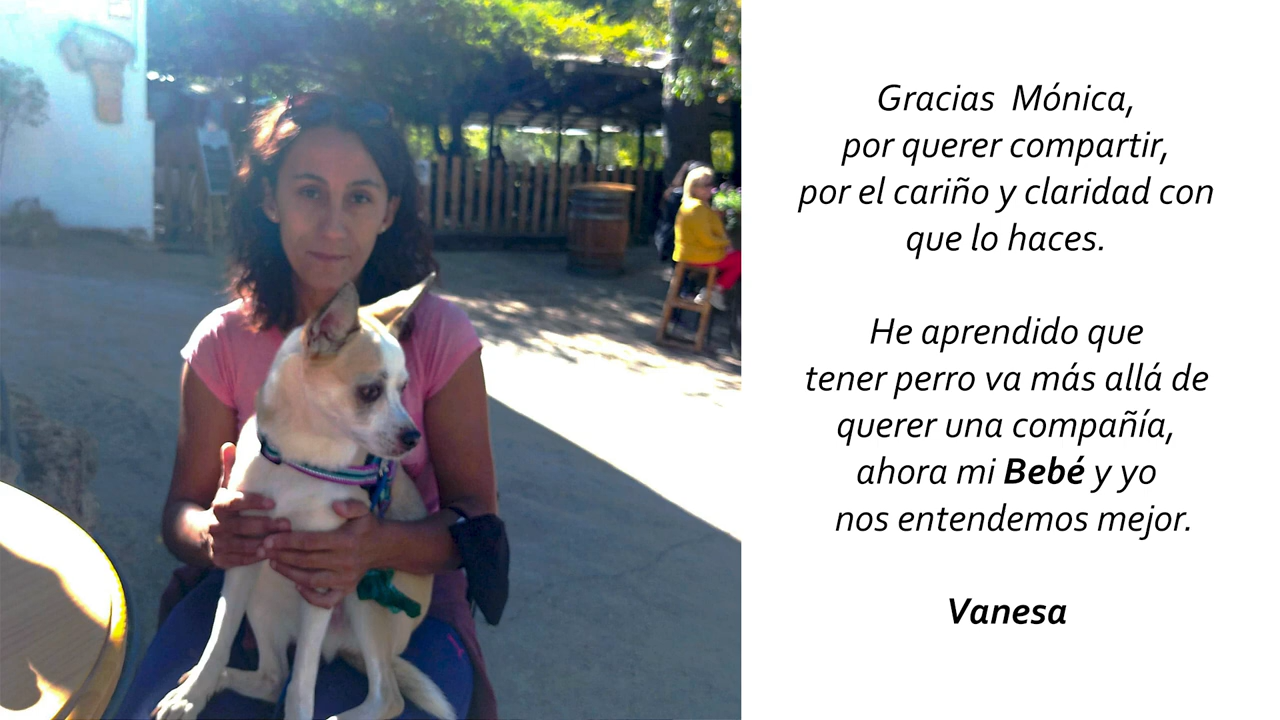 Gracias Mónica,
por querer compartir,
por el cariño y claridad con
que lo haces.
He aprendido que
tener perro va más allá de
querer una compañía,
ahora mi Bebé y yo
nos entendemos mejor.
Vanesa